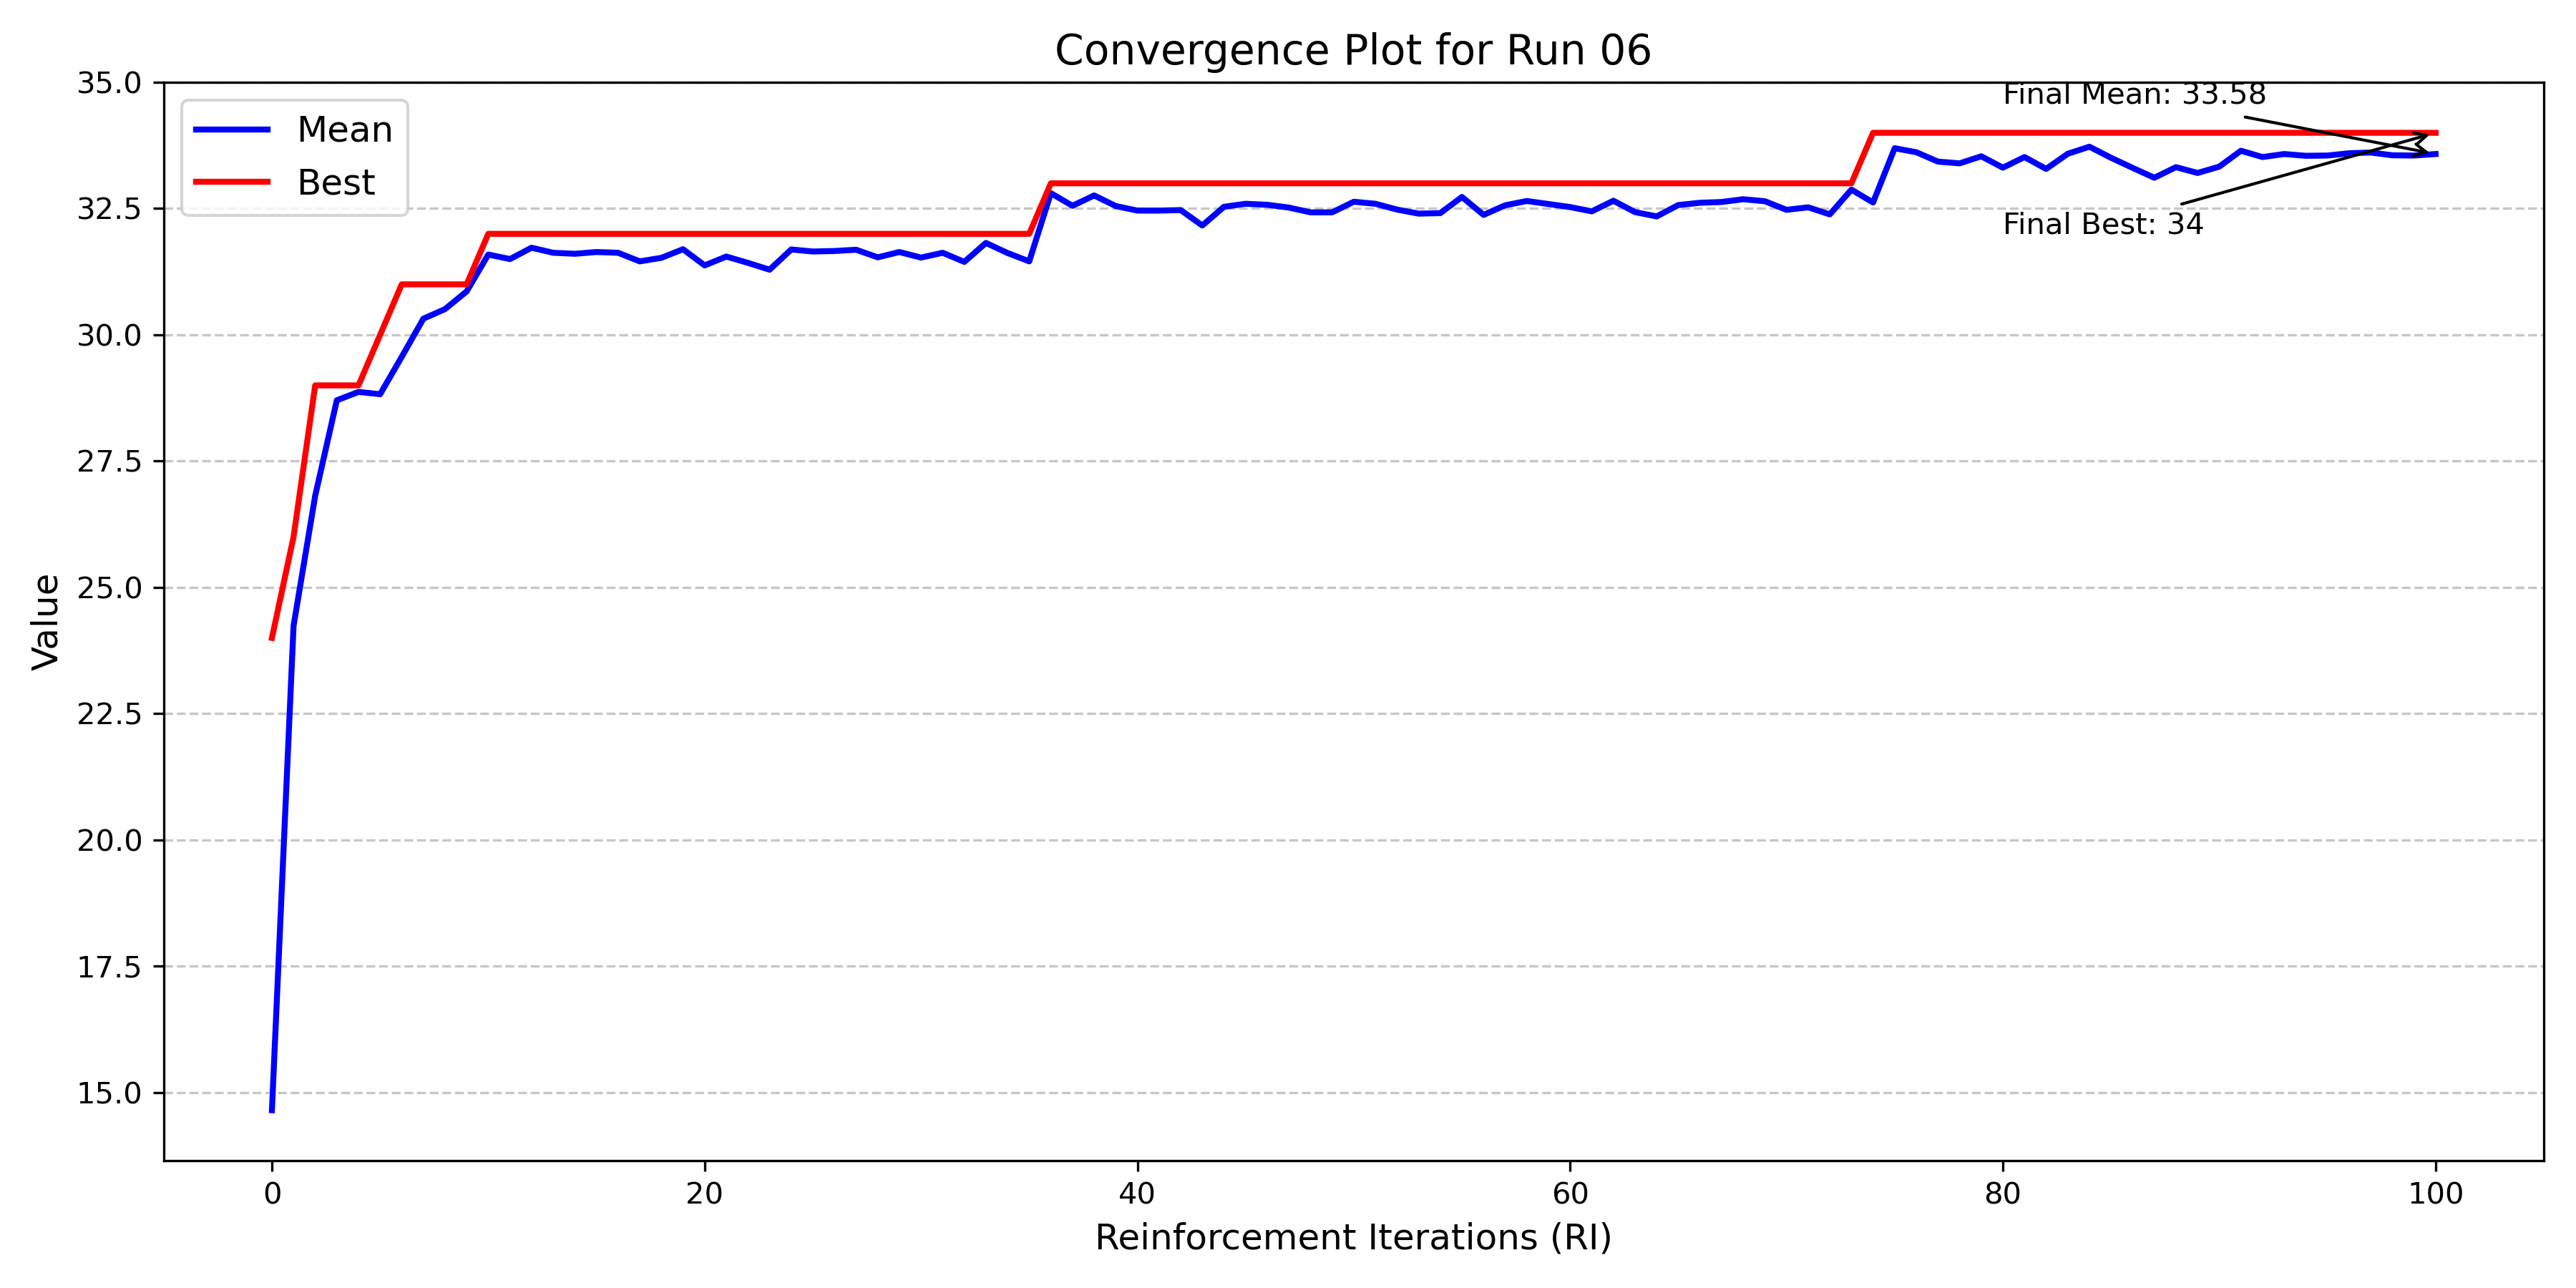 Convergence Plot for Run 06
Mean
Best
Final Mean: 33.58
Final Best: 34
Value
35.0
32.5
30.0
27.5
25.0
22.5
20.0
17.5
15.0
0 20 40 60 80 100
Reinforcement Iterations (RI)